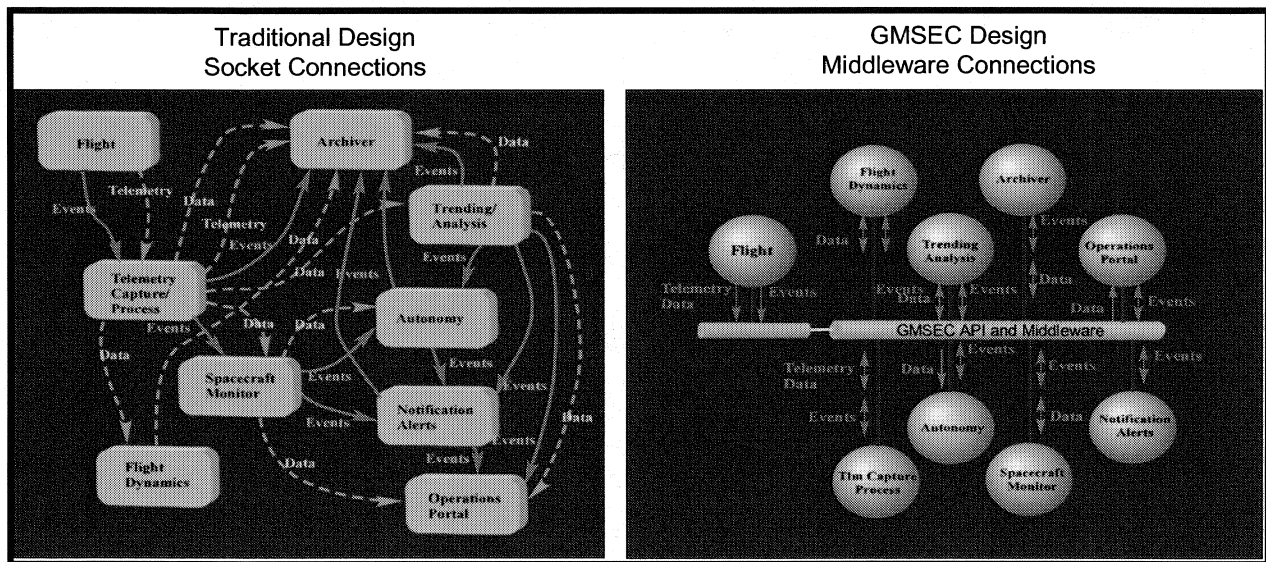 Traditional Design
Socket Connections
Flight
Archiver
Data
Events
Telemetry
Events
Data
Telemetry
Events
Data
Trending/
Analysis
Data
Events
Events
Telemetry
Capture/
Process
Events
Data
Data
Autonomy
Data
Events
Events
Events
Spacecraft
Monitor
Notification
Alerts
Events
Data
Data
Events
Flight
Dynamics
Operations
Portal
GMSEC Design
Middleware Connections
Flight
Dynamics
Archiver
Data
Events
Flight
Trending
Analysis
Operations
Portal
Data
Telemetry
Data
Events
Events
Data
Events
Data
Events
GMSEC API and Middleware
Telemetry
Data
Data
Events
Events
Events
Events
Autonomy
Data
Notification
Alerts
Tlm Capture
Process
Spacecraft
Monitor